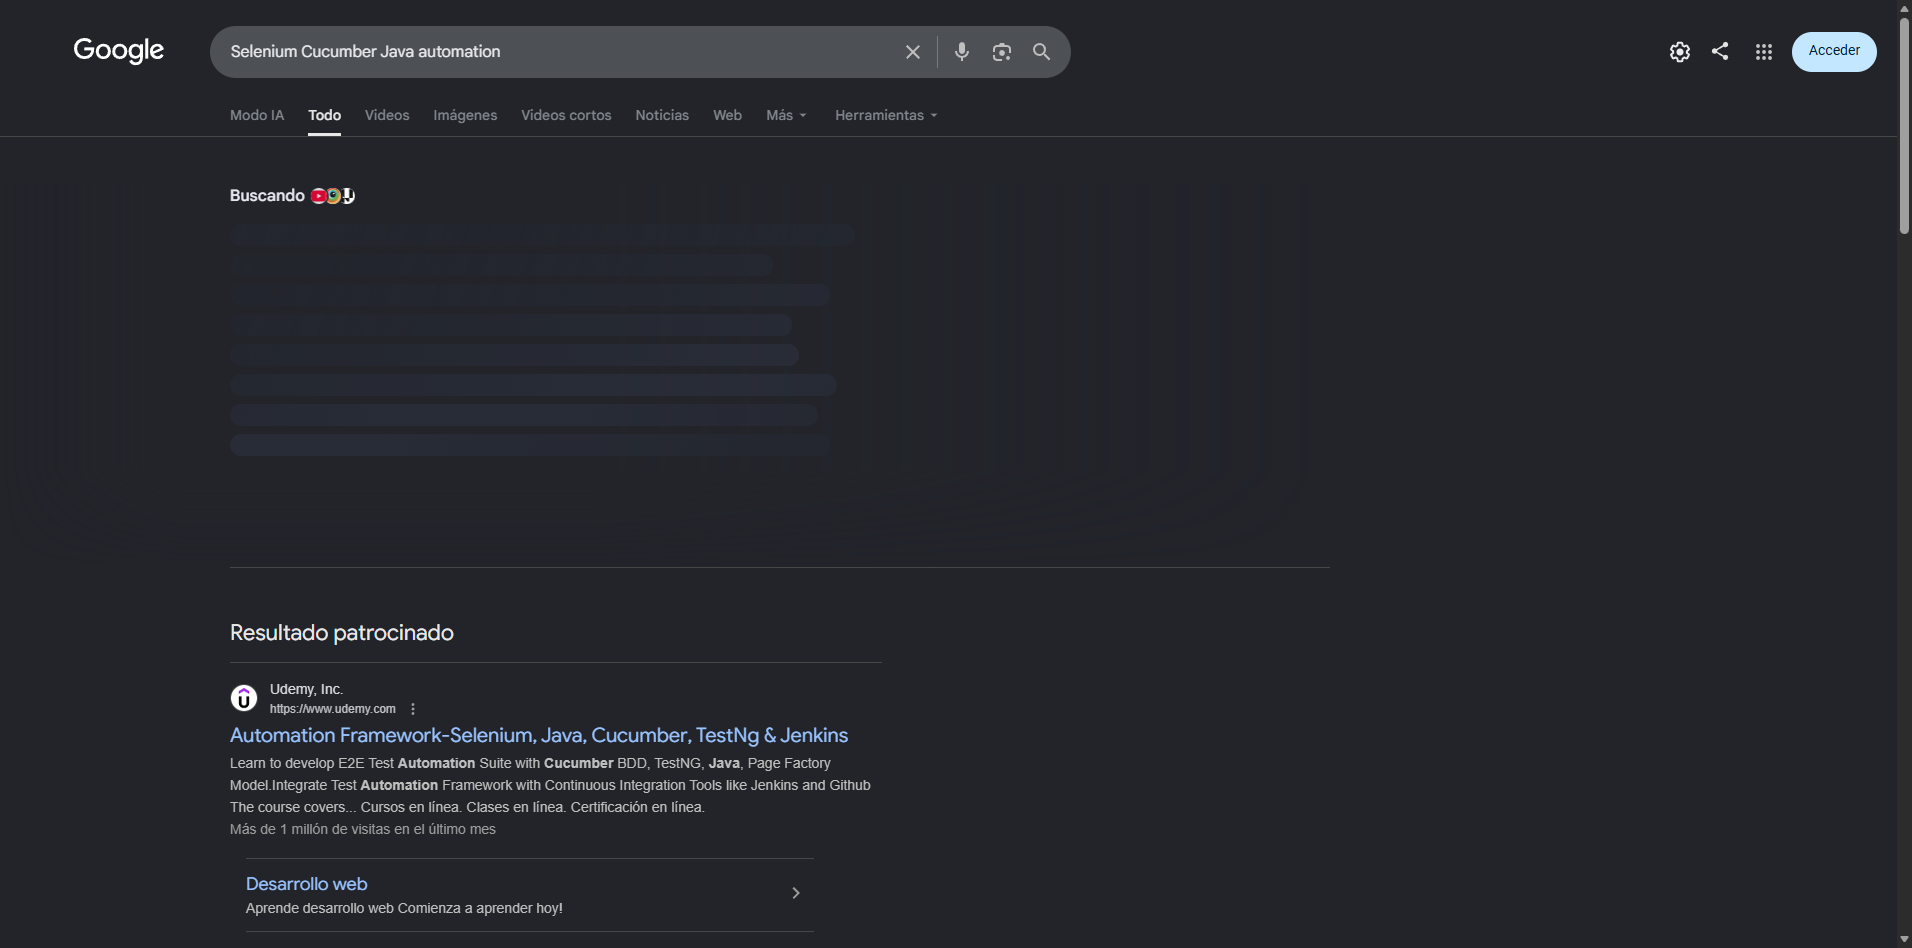 Google
Selenium Cucumber Java automation
Acceder
Modo IA Todo Videos Imágenes Videos cortos Noticias Web Más Herramientas
Buscando
Resultado patrocinado
Udemy, Inc.
https://www.udemy.com
Automation Framework-Selenium, Java, Cucumber, TestNg & Jenkins
Learn to develop E2E Test Automation Suite with Cucumber BDD, TestNG, Java, Page Factory
Model.Integrate Test Automation Framework with Continuous Integration Tools like Jenkins and Github
The course covers... Cursos en línea. Clases en línea. Certificación en línea.
Más de 1 millón de visitas en el último mes
Desarrollo web
Aprende desarrollo web Comienza a aprender hoy!